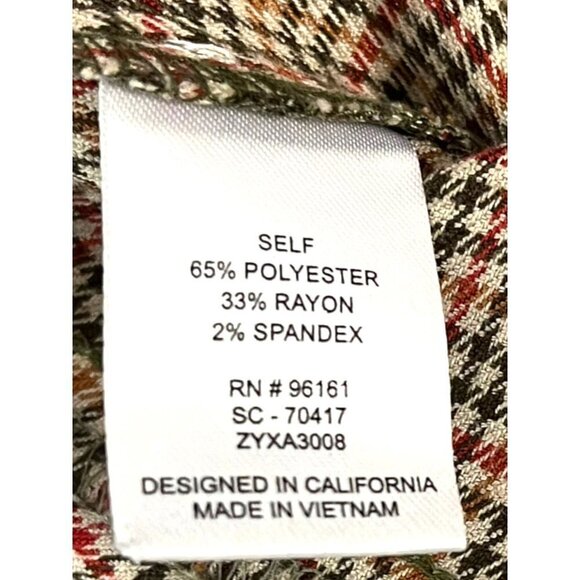 SELF
65% POLYESTER
33% RAYON
2% SPANDEX
RN # 96161
SC - 70417
ZYXA3008
DESIGNED IN CALIFORNIA
MADE IN VIETNAM